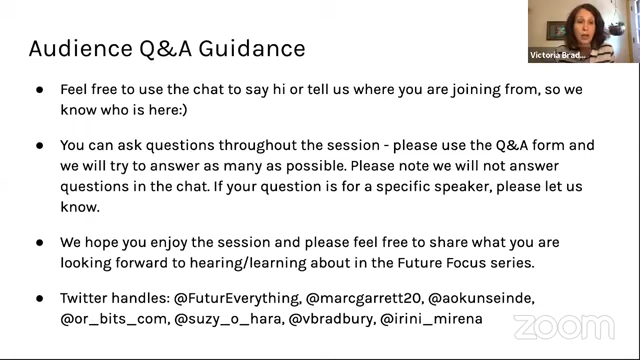 Audience Q&A Guidance
Victoria Brad...
● Feel free to use the chat to say hi or tell us where you are joining from, so we
know who is here:)
● You can ask questions throughout the session - please use the Q&A form and
we will try to answer as many as possible. Please note we will not answer
questions in the chat. If your question is for a specific speaker, please let us
know.
● We hope you enjoy the session and please feel free to share what you are
looking forward to hearing/learning about in the Future Focus series.
● Twitter handles: @FuturEverything, @marcgarrett20, @aokunseinde,
@or_bits_com, @suzy_o_hara, @vbradbury, @irini_mirena
zoom